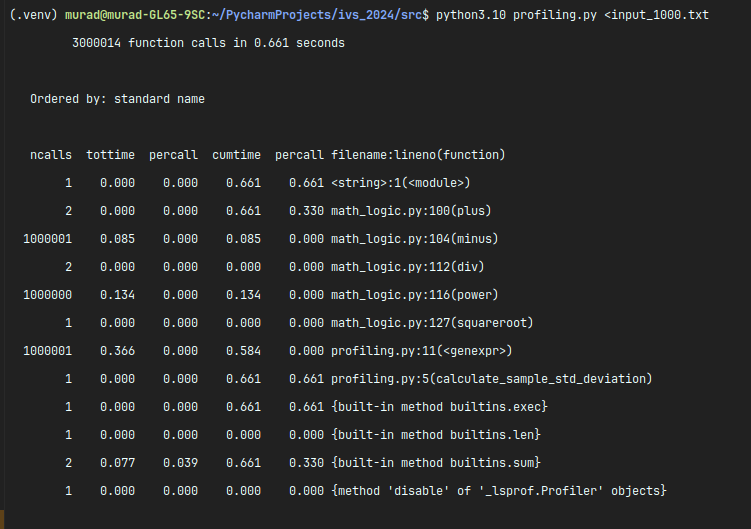 (.venv) murad@murad-GL65-9SC:~/PycharmProjects/ivs_2024/src$ python3.10 profiling.py <input_1000.txt
3000014 function calls in 0.661 seconds
Ordered by: standard name
ncalls tottime percall cumtime percall filename:lineno(function)
1 0.000 0.000 0.661 0.661 <string>:1(<module>)
2 0.000 0.000 0.661 0.330 math_logic.py:100(plus)
1000001 0.085 0.000 0.085 0.000 math_logic.py:104(minus)
2 0.000 0.000 0.000 0.000 math_logic.py:112(div)
1000000 0.134 0.000 0.134 0.000 math_logic.py:116(power)
1 0.000 0.000 0.000 0.000 math_logic.py:127(squareroot)
1000001 0.366 0.000 0.584 0.000 profiling.py:11(<genexpr>)
1 0.000 0.000 0.661 0.661 profiling.py:5(calculate_sample_std_deviation)
1 0.000 0.000 0.661 0.661 {built-in method builtins.exec}
1 0.000 0.000 0.000 0.000 {built-in method builtins.len}
2 0.077 0.039 0.661 0.330 {built-in method builtins.sum}
1 0.000 0.000 0.000 0.000 {method 'disable' of '_lsprof.Profiler' objects}